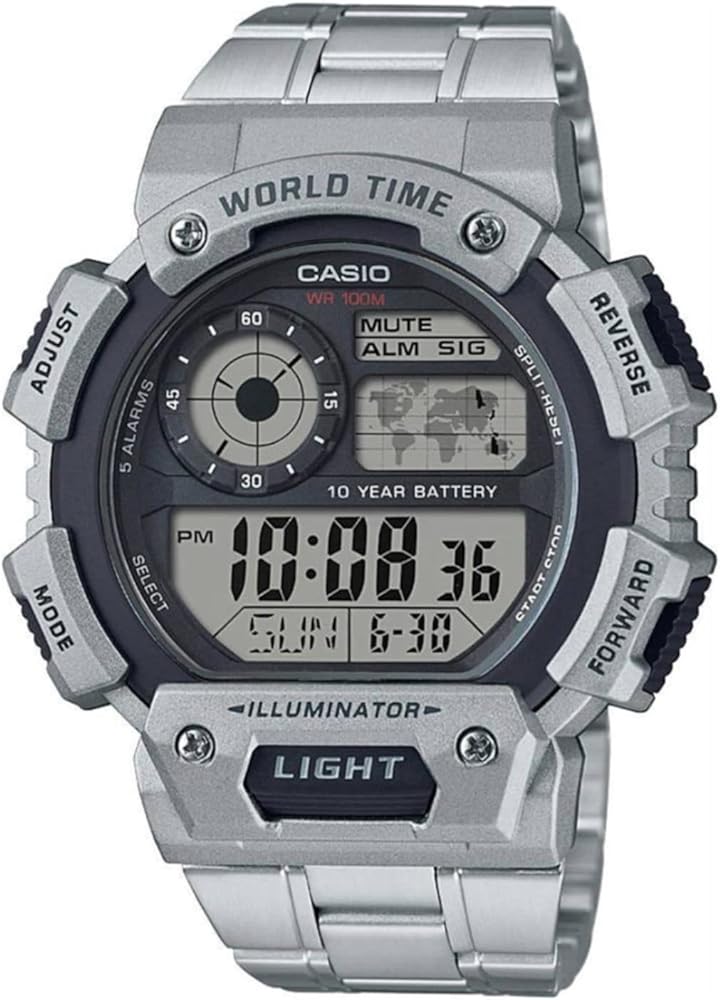 WORLD TIME
CASIO
WR 100M
ADJUST
REVERSE
60
15
30
45
MUTE
ALM SIG
5 ALARMS
SPLIT·RESET
10 YEAR BATTERY
PM 10:08 36
SUN 6-30
SELECT
START·STOP
MODE
FORWARD
ILLUMINATOR
LIGHT